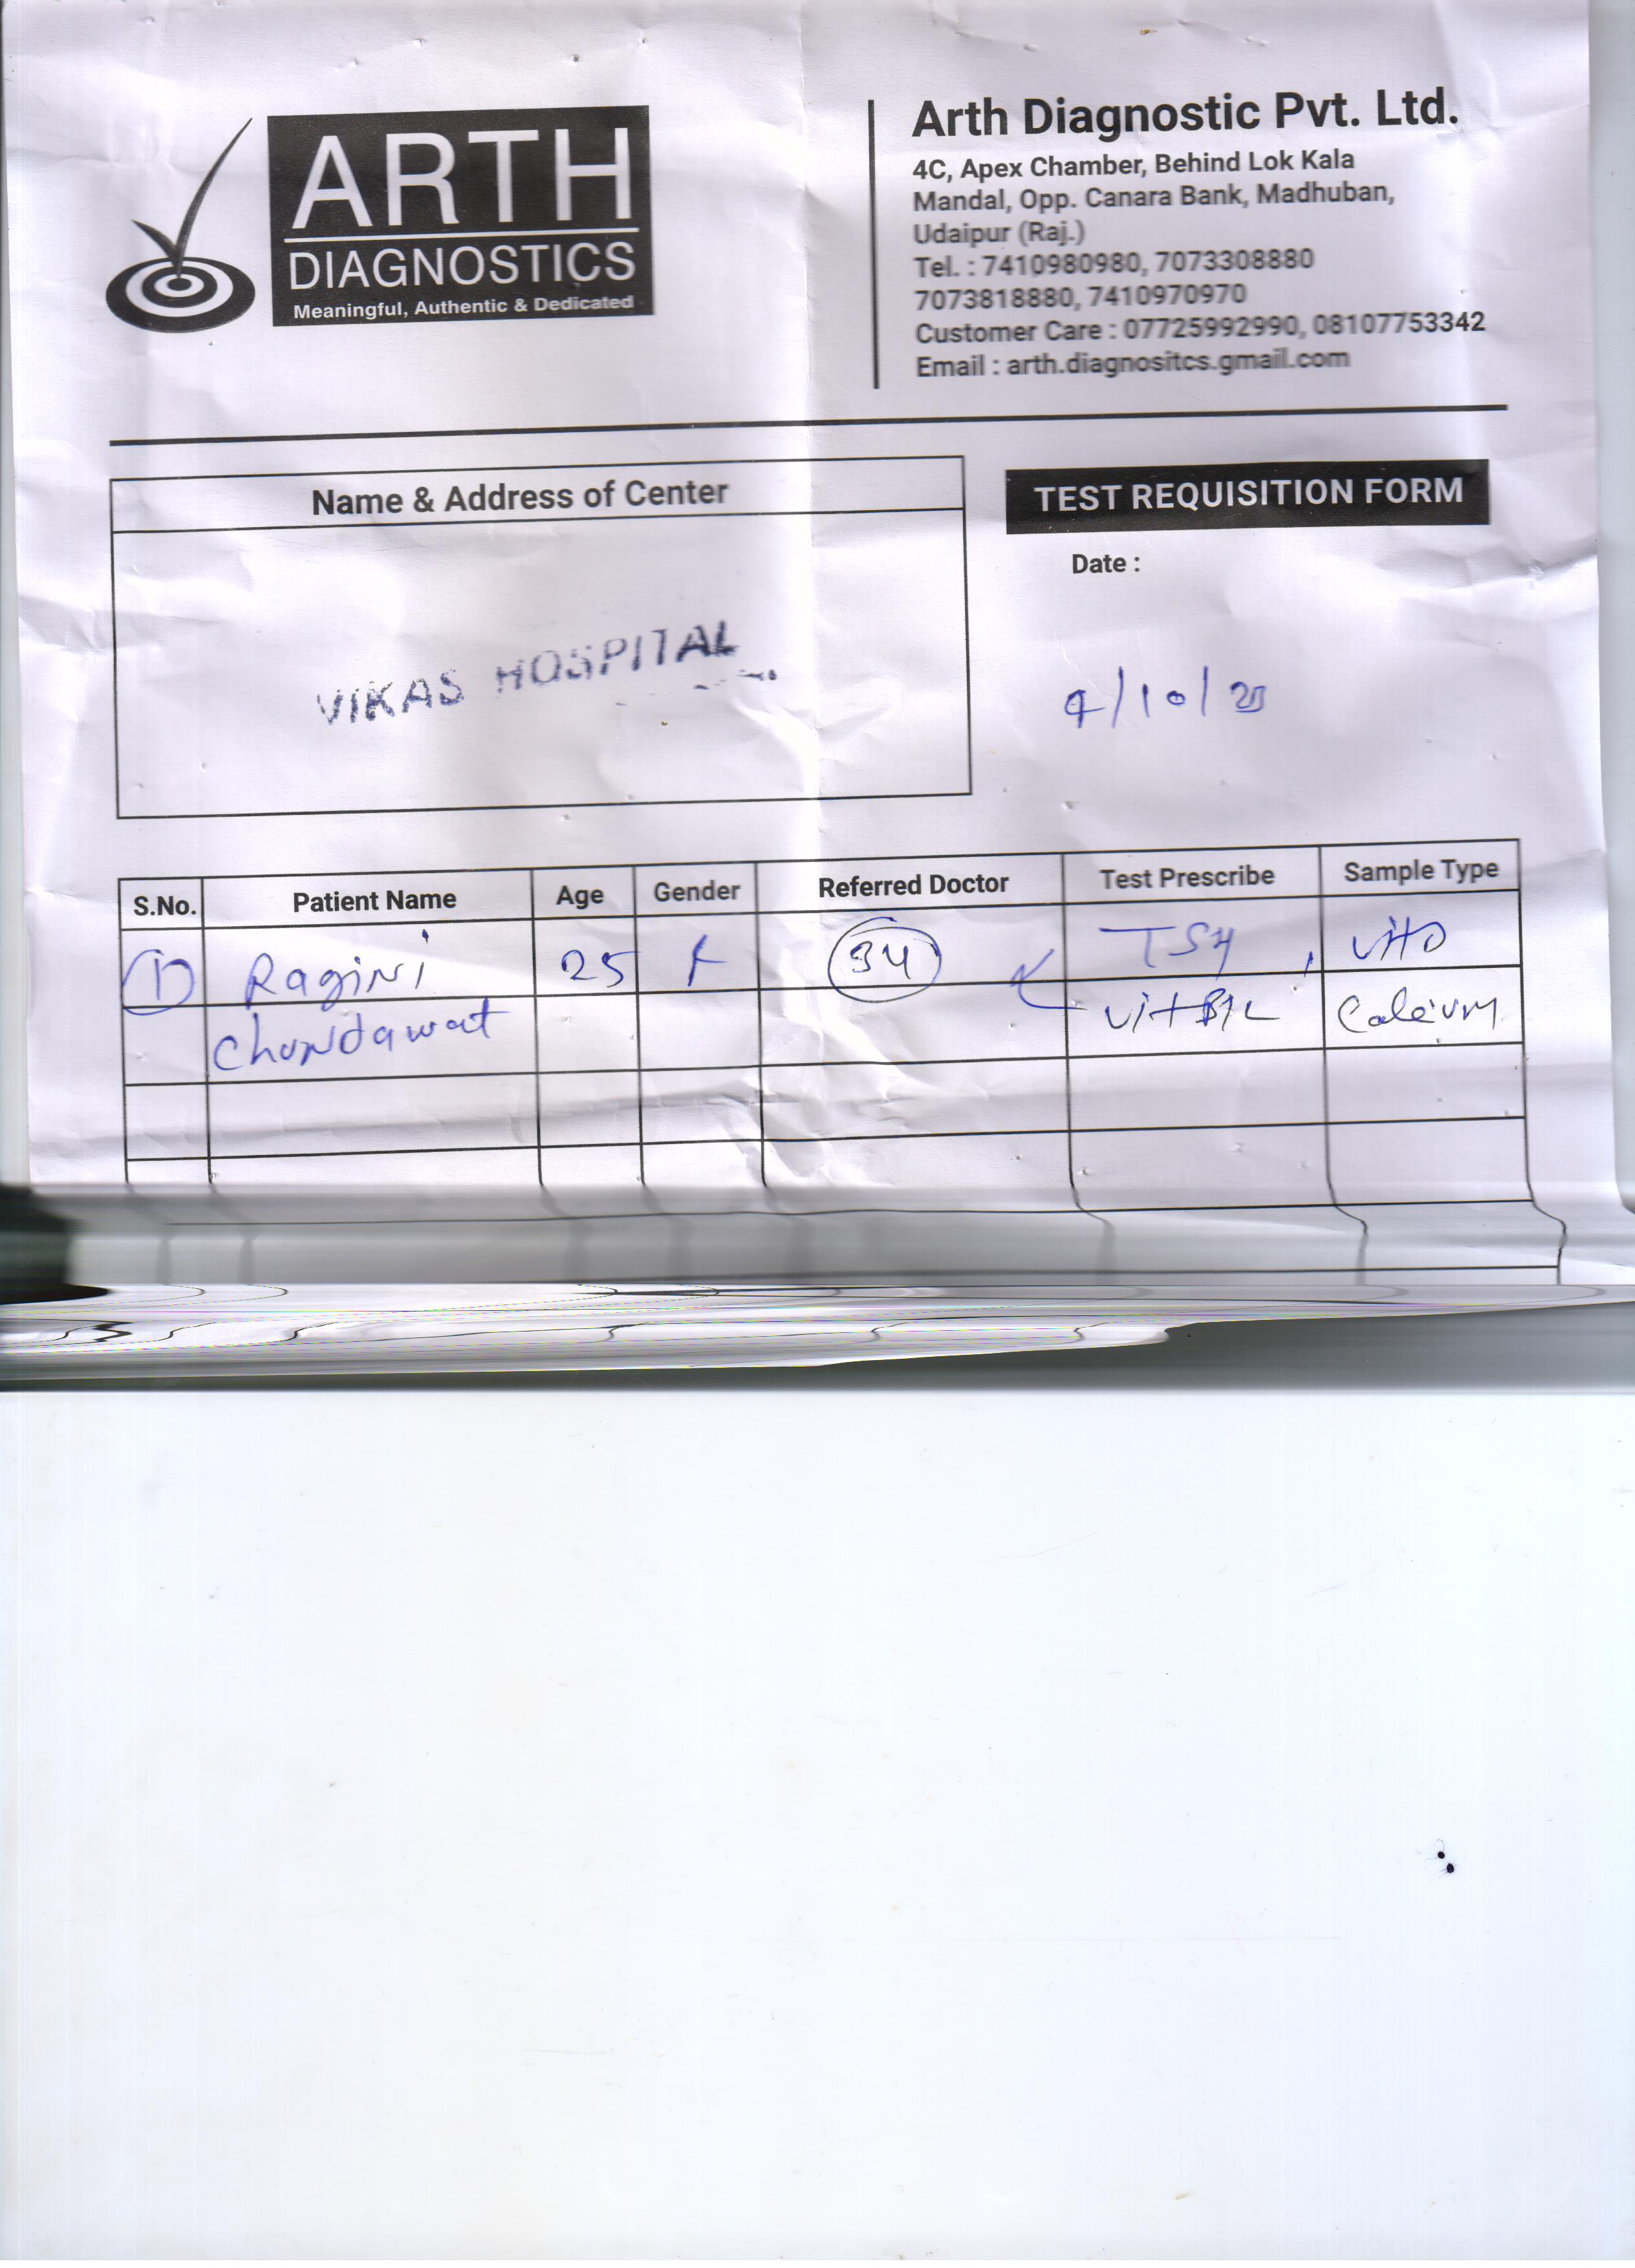 ARTH
DIAGNOSTICS
Meaningful, Authentic & Dedicated
Arth Diagnostic Pvt. Ltd.
4C, Apex Chamber, Behind Lok Kala
Mandal, Opp. Canara Bank, Madhuban,
Udaipur (Raj.)
Tel. : 7410980980, 7073308880
7073818880, 7410970970
Customer Care : 07725992990, 08107753342
Email : arth.diagnositcs.gmail.com
Name & Address of Center
VIKAS HOSPITAL
TEST REQUISITION FORM
Date :
/10/
S.No. Patient Name Age Gender Referred Doctor Test Prescribe Sample Type
1 Ragini 25 F 34 TSH, vitD
Chundawat vitB12 Calcium